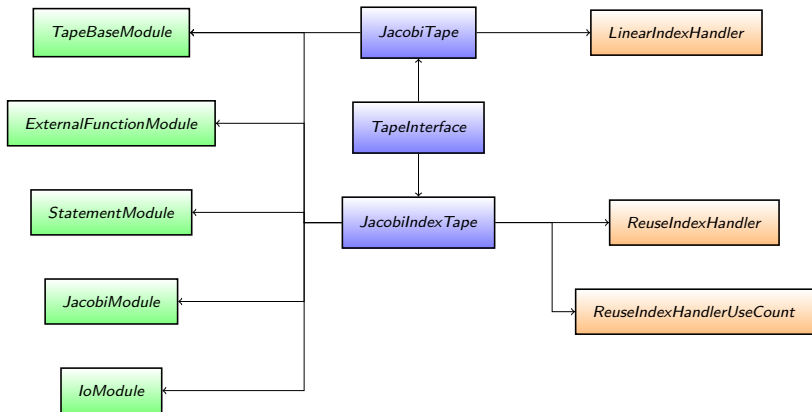 TapeBaseModule
JacobiTape
LinearIndexHandler
ExternalFunctionModule
TapeInterface
StatementModule
JacobiIndexTape
ReuseIndexHandler
JacobiModule
ReuseIndexHandlerUseCount
IoModule